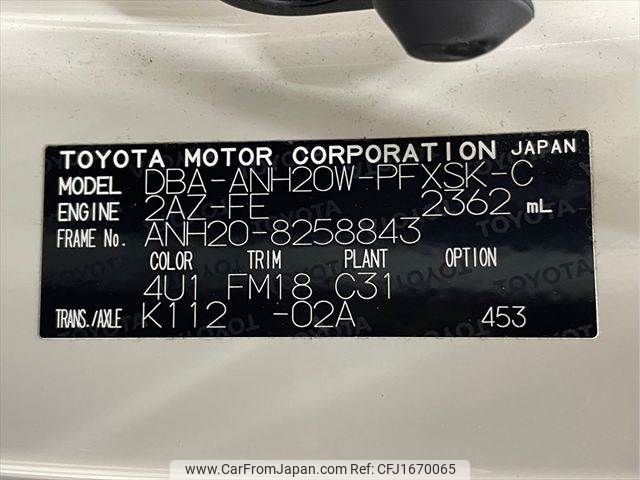 TOYOTA MOTOR CORPORATION JAPAN
MODEL DBA-ANH20W-PFXSK-C
ENGINE 2AZ-FE 2362 mL
FRAME No. ANH20-8258843
COLOR TRIM PLANT OPTION
4U1 FM18 C31
TRANS./AXLE K112 -02A 453
www.CarFromJapan.com - CFJ1670065